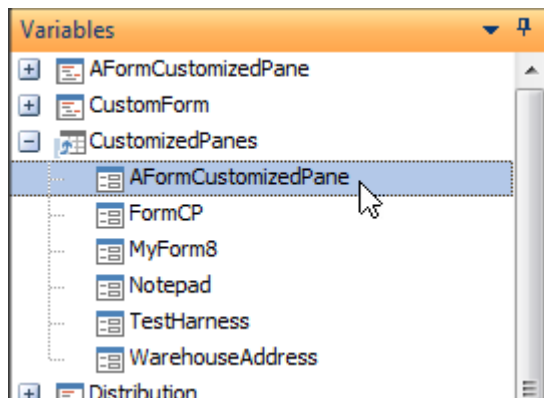 Variables
AFormCustomizedPane
CustomForm
CustomizedPanes
AFormCustomizedPane
FormCP
MyForm8
Notepad
TestHarness
WarehouseAddress
Distribution